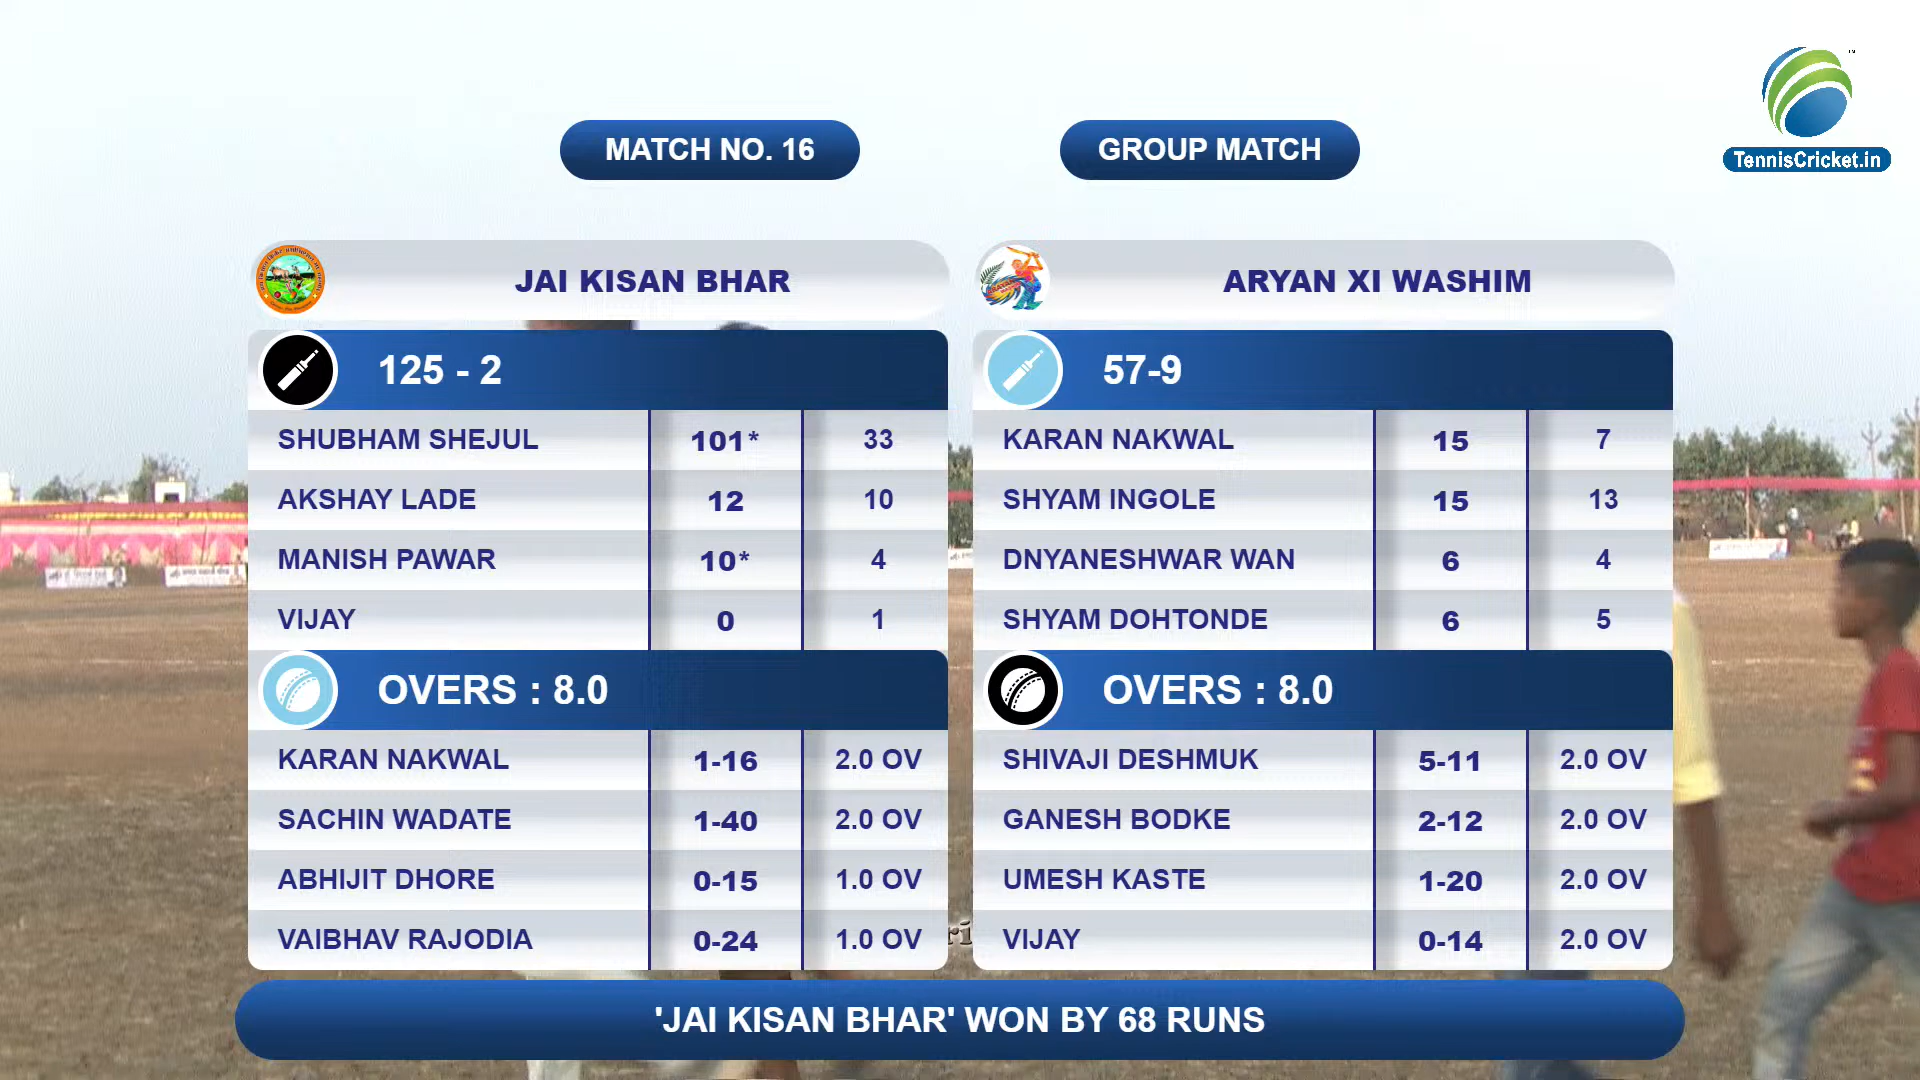 TennisCricket.in
MATCH NO. 16
GROUP MATCH
JAI KISAN BHAR
125 - 2
SHUBHAM SHEJUL 101* 33
AKSHAY LADE 12 10
MANISH PAWAR 10* 4
VIJAY 0 1
OVERS : 8.0
KARAN NAKWAL 1-16 2.0 OV
SACHIN WADATE 1-40 2.0 OV
ABHIJIT DHORE 0-15 1.0 OV
VAIBHAV RAJODIA 0-24 1.0 OV
ARYAN XI WASHIM
57-9
KARAN NAKWAL 15 7
SHYAM INGOLE 15 13
DNYANESHWAR WAN 6 4
SHYAM DOHTONDE 6 5
OVERS : 8.0
SHIVAJI DESHMUK 5-11 2.0 OV
GANESH BODKE 2-12 2.0 OV
UMESH KASTE 1-20 2.0 OV
VIJAY 0-14 2.0 OV
'JAI KISAN BHAR' WON BY 68 RUNS